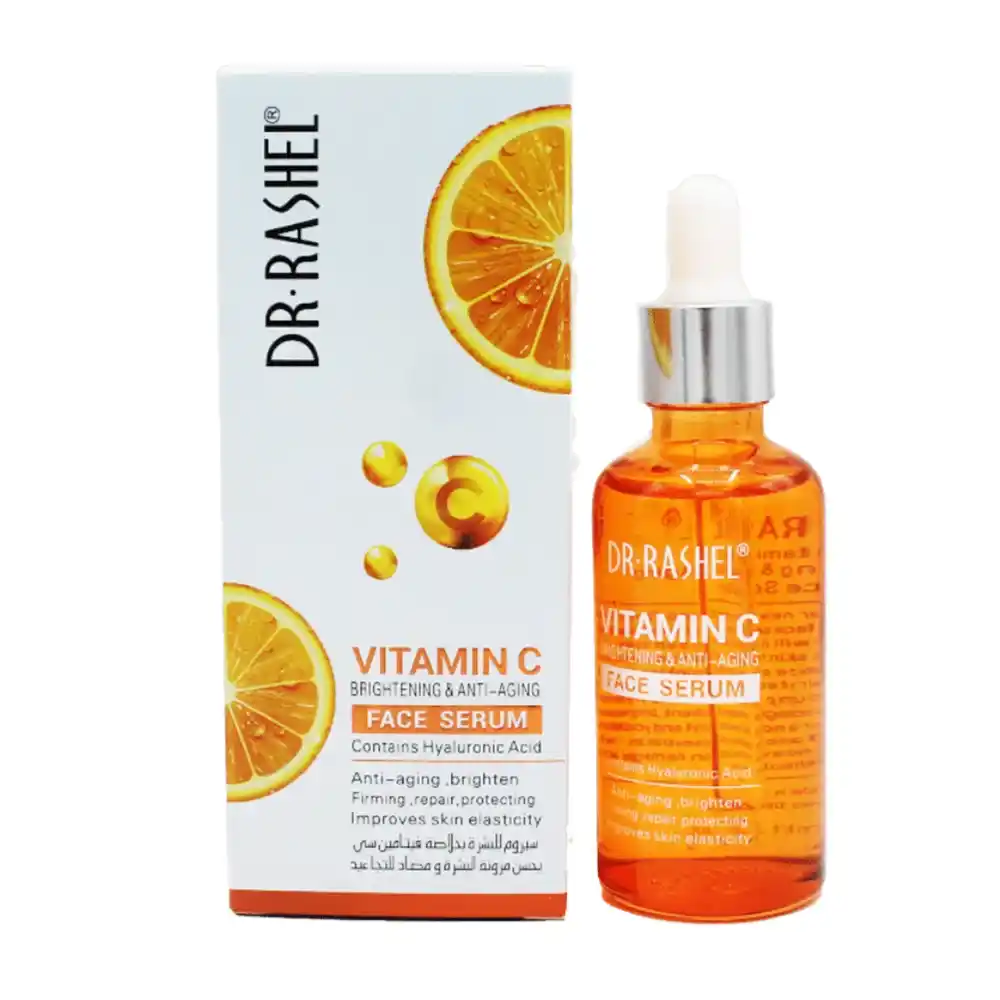 DR·RASHEL®
C
VITAMIN C
BRIGHTENING & ANTI-AGING
FACE SERUM
Contains Hyaluronic Acid
Anti-aging ,brighten
Firming ,repair,protecting
Improves skin elasticity
سيروم للبشرة بخلاصة فيتامين سي
يحسن مرونة البشرة و مضاد للتجاعيد
DR·RASHEL®
VITAMIN C
BRIGHTENING & ANTI-AGING
FACE SERUM
Contains Hyaluronic Acid
Anti-aging ,brighten
repair protecting
Improves skin elasticity